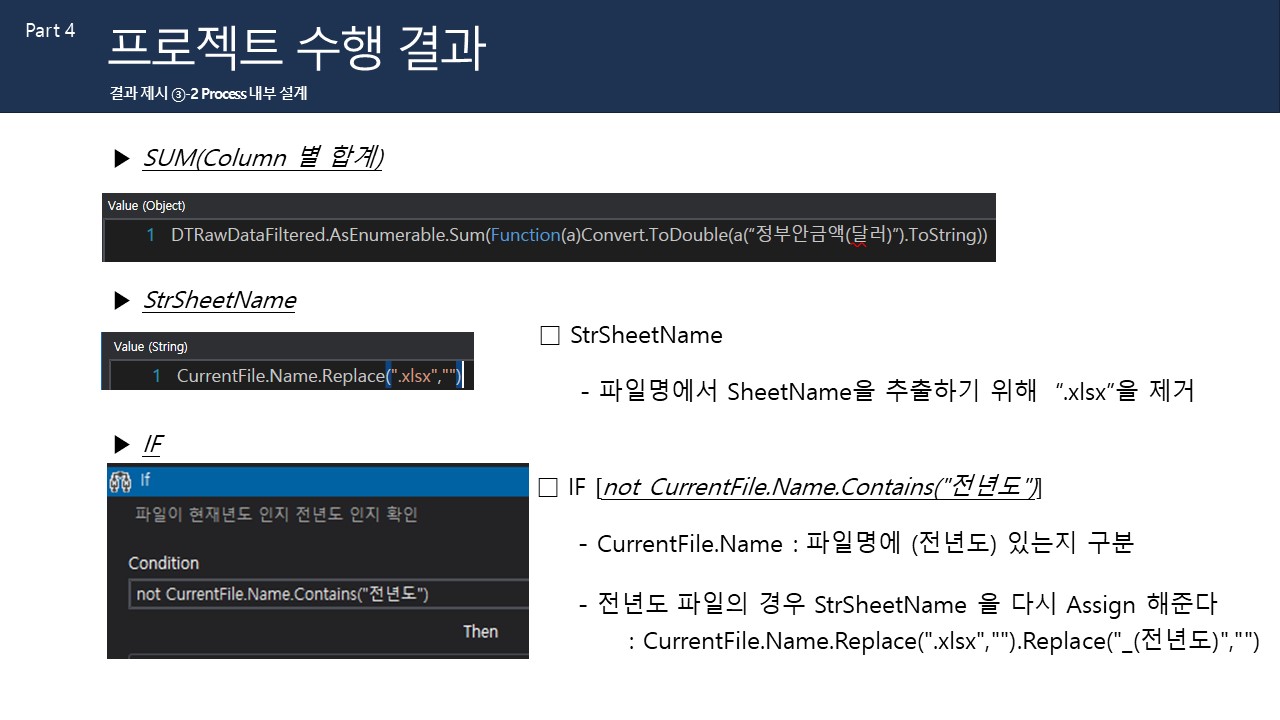 Part 4
프로젝트 수행 결과
결과 제시 ③-2 Process 내부 설계
▶ SUM(Column 별 합계)
Value (Object)
1 DTRawDataFiltered.AsEnumerable.Sum(Function(a)Convert.ToDouble(a(“정부안금액(달러)”).ToString))
▶ StrSheetName
Value (String)
1 CurrentFile.Name.Replace(".xlsx","")
□ StrSheetName
- 파일명에서 SheetName을 추출하기 위해 “.xlsx”을 제거
▶ IF
If
파일이 현재년도 인지 전년도 인지 확인
Condition
not CurrentFile.Name.Contains("전년도")
Then
□ IF [not CurrentFile.Name.Contains("전년도")]
- CurrentFile.Name : 파일명에 (전년도) 있는지 구분
- 전년도 파일의 경우 StrSheetName 을 다시 Assign 해준다
: CurrentFile.Name.Replace(".xlsx","").Replace("_(전년도)","")